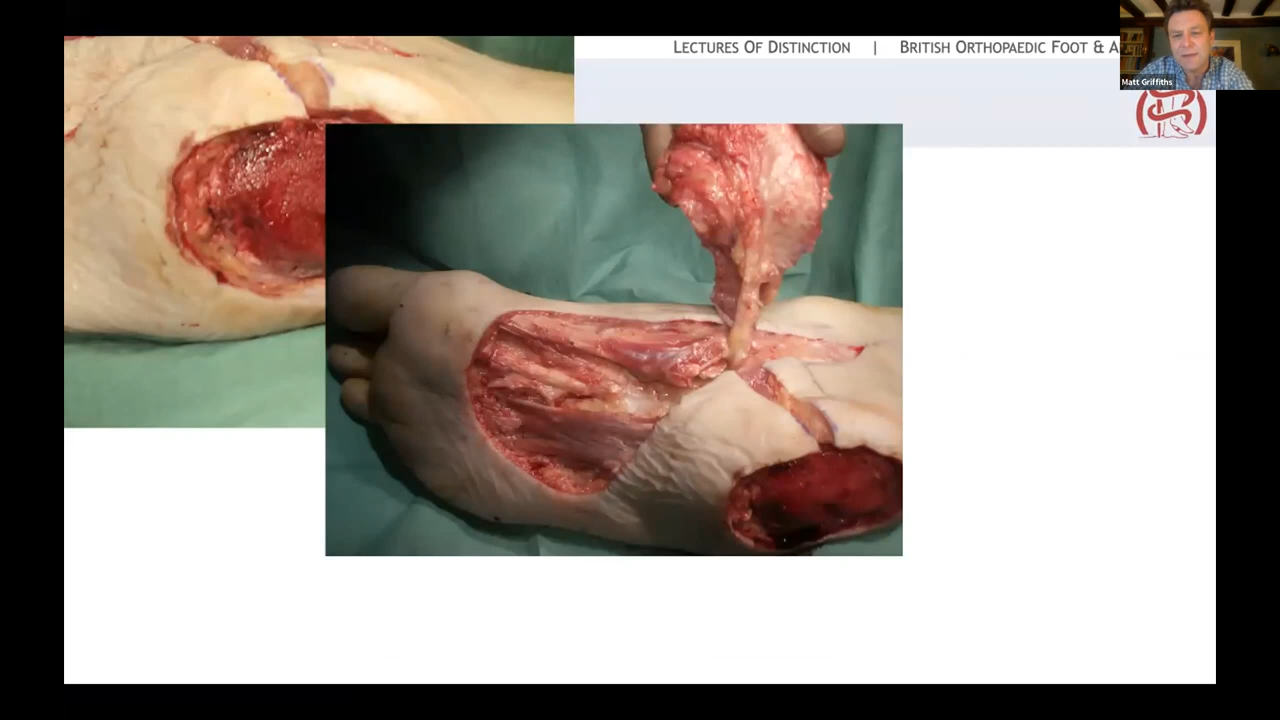 LECTURES OF DISTINCTION | BRITISH ORTHOPAEDIC FOOT & A
Matt Griffiths